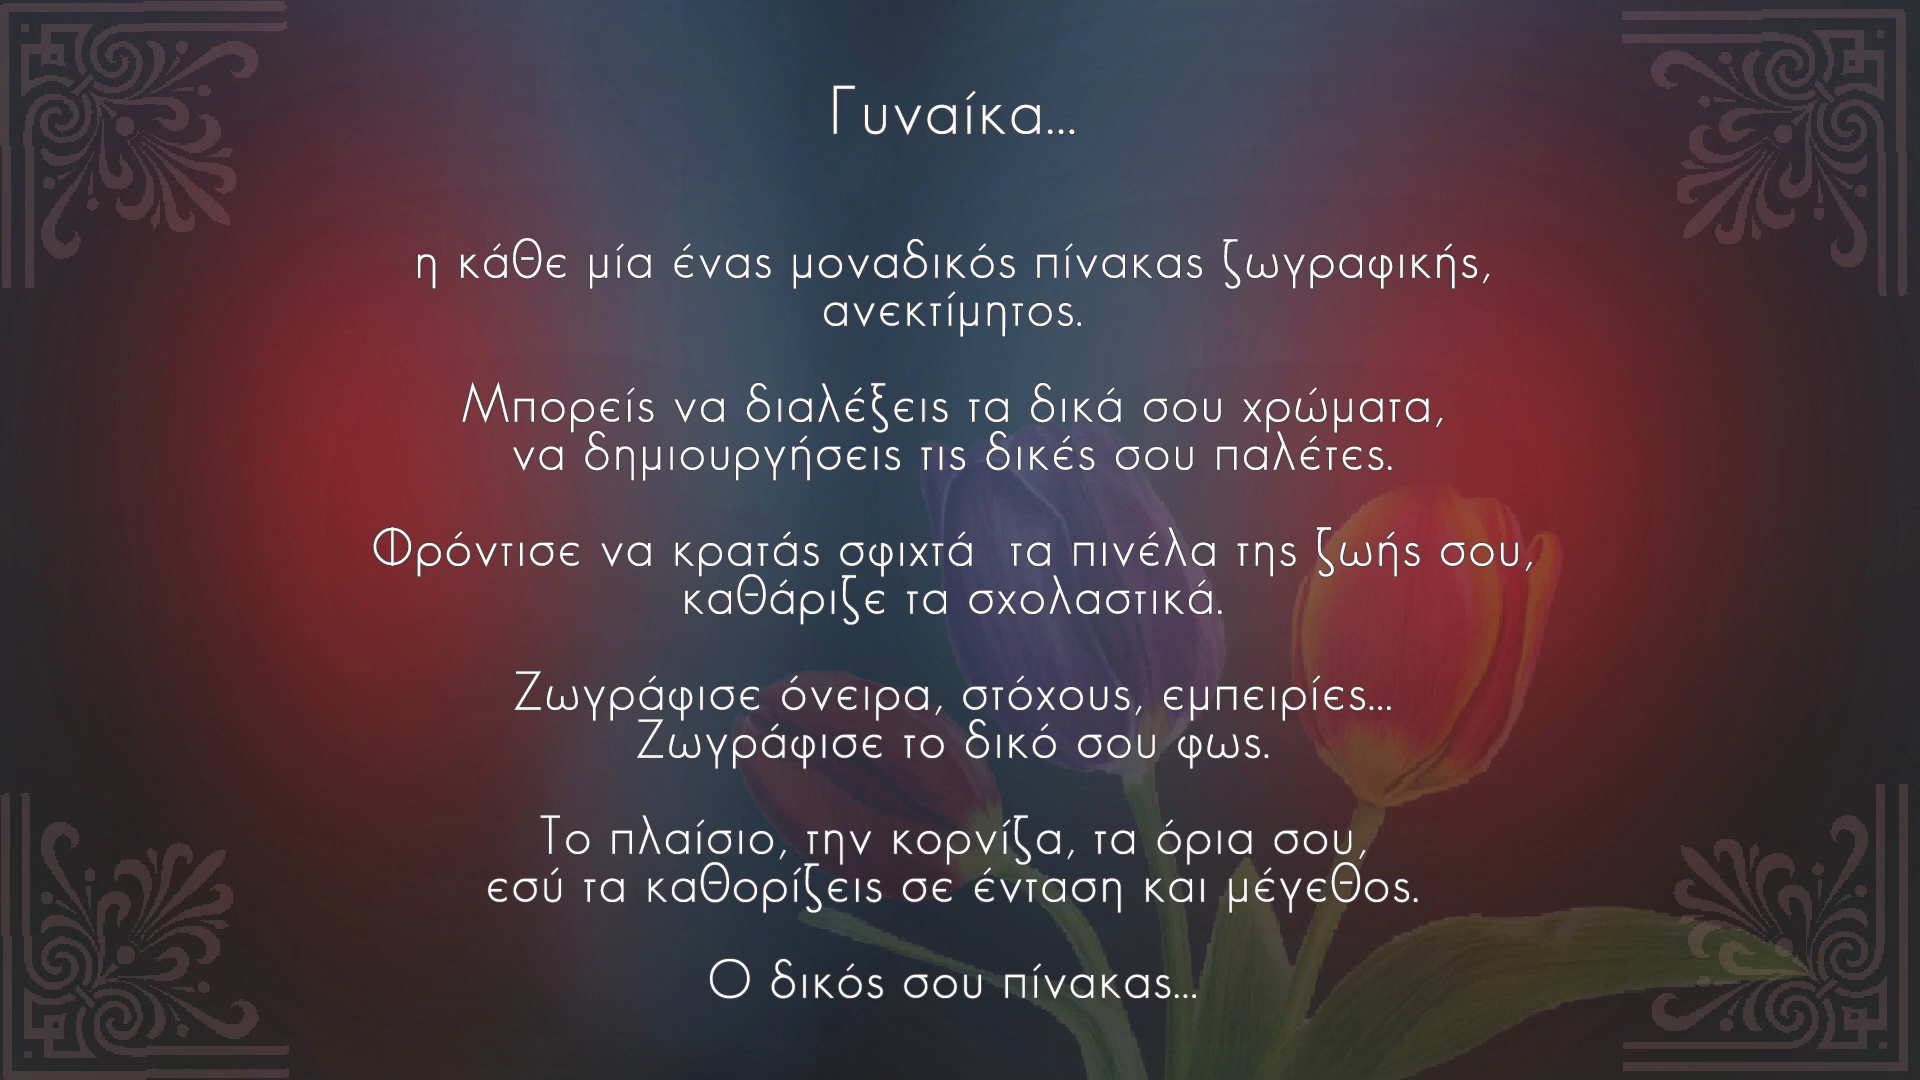 Γυναίκα...
η κάθε μία ένας μοναδικός πίνακας ζωγραφικής,
ανεκτίμητος.
Μπορείς να διαλέξεις τα δικά σου χρώματα,
να δημιουργήσεις τις δικές σου παλέτες.
Φρόντισε να κρατάς σφιχτά  τα πινέλα της ζωής σου,
καθάριζε τα σχολαστικά.
Ζωγράφισε όνειρα, στόχους, εμπειρίες...
Ζωγράφισε το δικό σου φως.
Το πλαίσιο, την κορνίζα, τα όρια σου,
εσύ τα καθορίζεις σε ένταση και μέγεθος.
Ο δικός σου πίνακας...